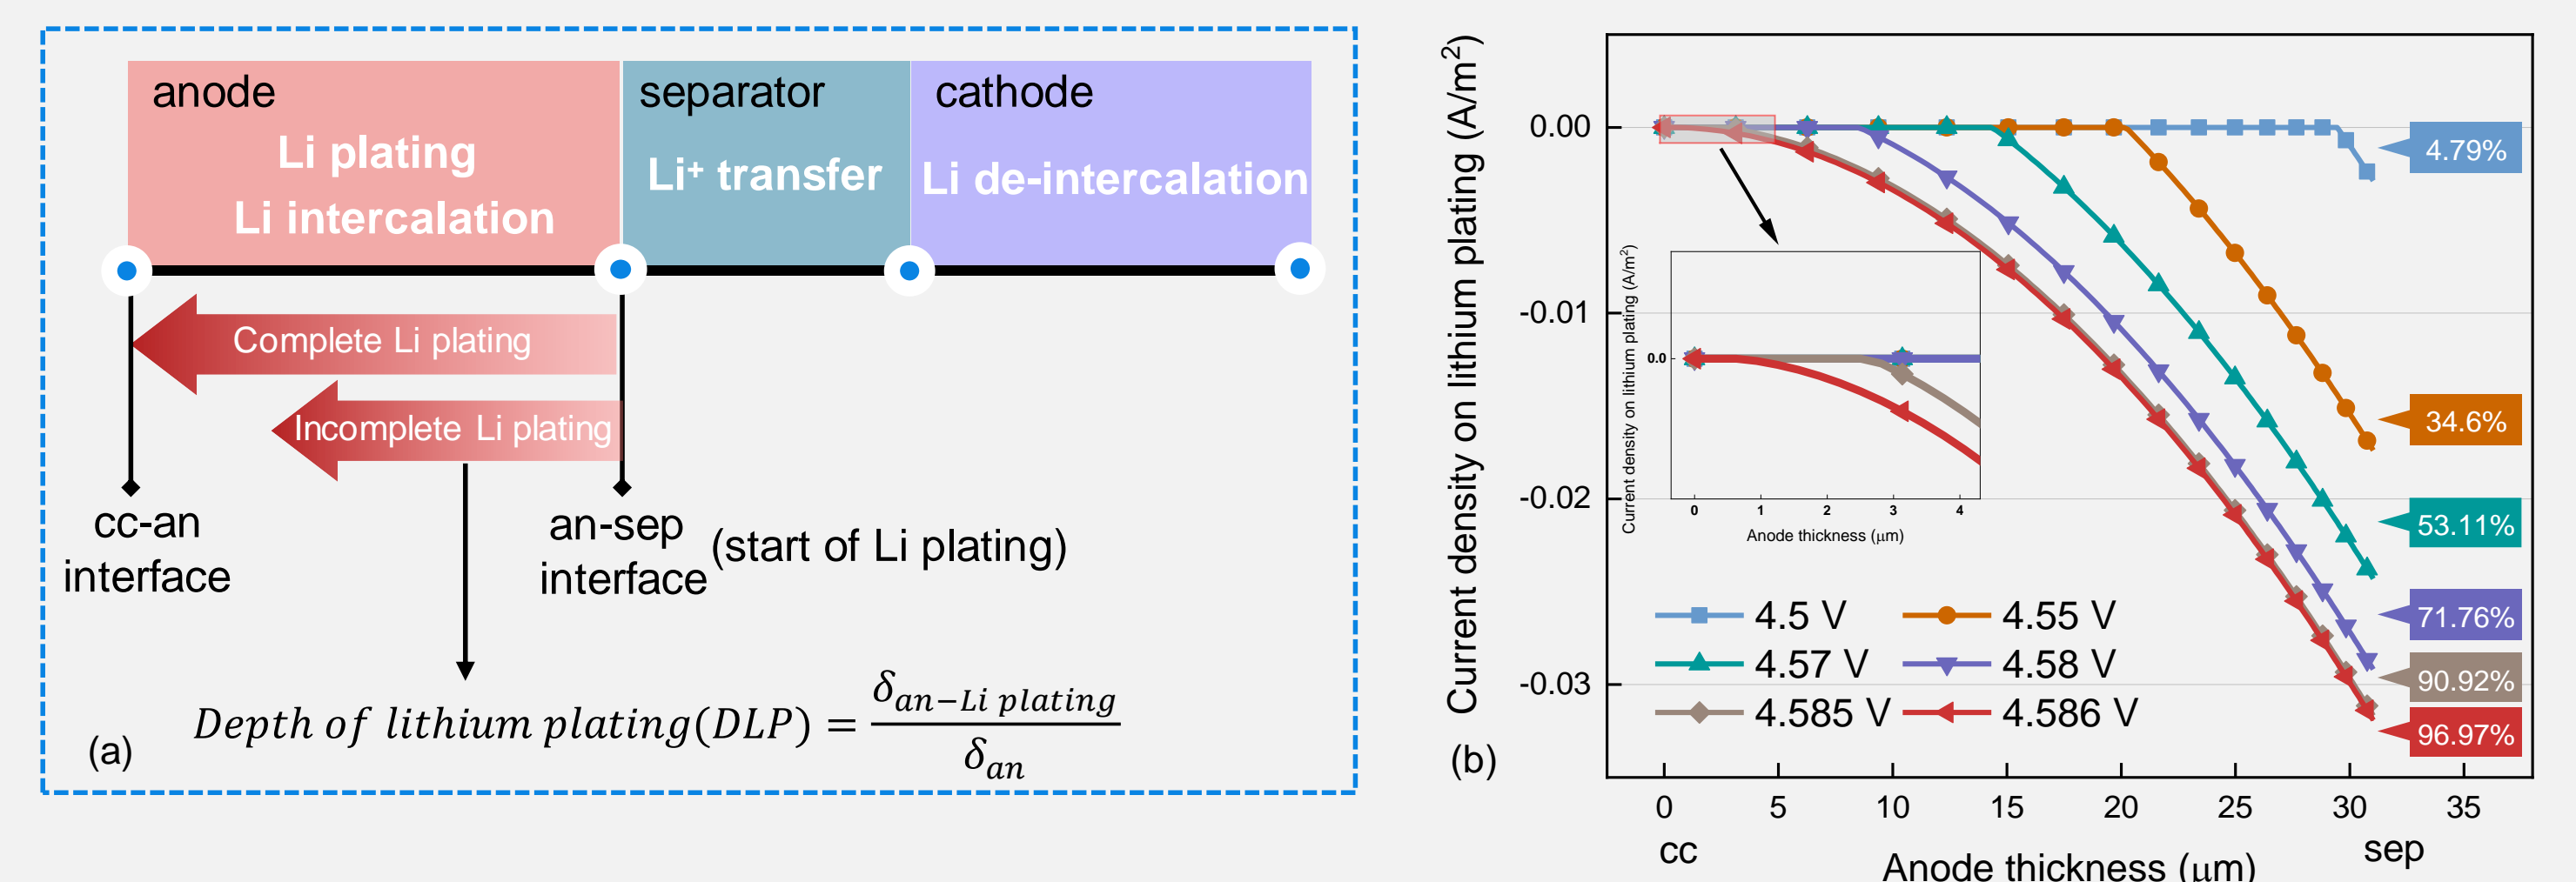 anode
Li plating
Li intercalation
separator
Li⁺ transfer
cathode
Li de-intercalation
Complete Li plating
Incomplete Li plating
cc-an
interface
an-sep
interface
(start of Li plating)
Depth of lithium plating(DLP) = δan−Li plating / δan
(a)
Current density on lithium plating (A/m²)
0.00
-0.01
-0.02
-0.03
4.79%
34.6%
53.11%
71.76%
90.92%
96.97%
Current density on lithium plating (A/m²)
0.0
0 1 2 3 4
Anode thickness (μm)
4.5 V 4.55 V
4.57 V 4.58 V
4.585 V 4.586 V
(b)
0 5 10 15 20 25 30 35
cc sep
Anode thickness (μm)